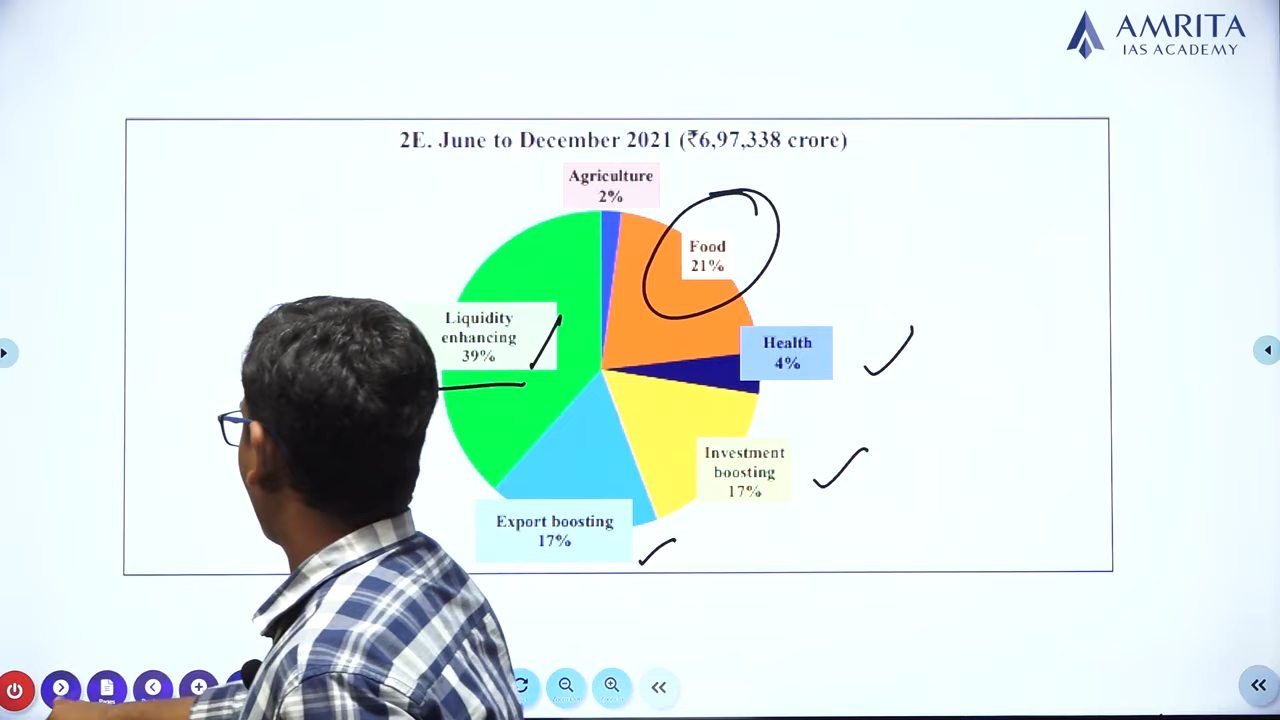 AMRITA
IAS ACADEMY
2E. June to December 2021 (₹6,97,338 crore)
Agriculture
2%
Food
21%
Liquidity
enhancing
39%
Health
4%
Investment
boosting
17%
Export boosting
17%